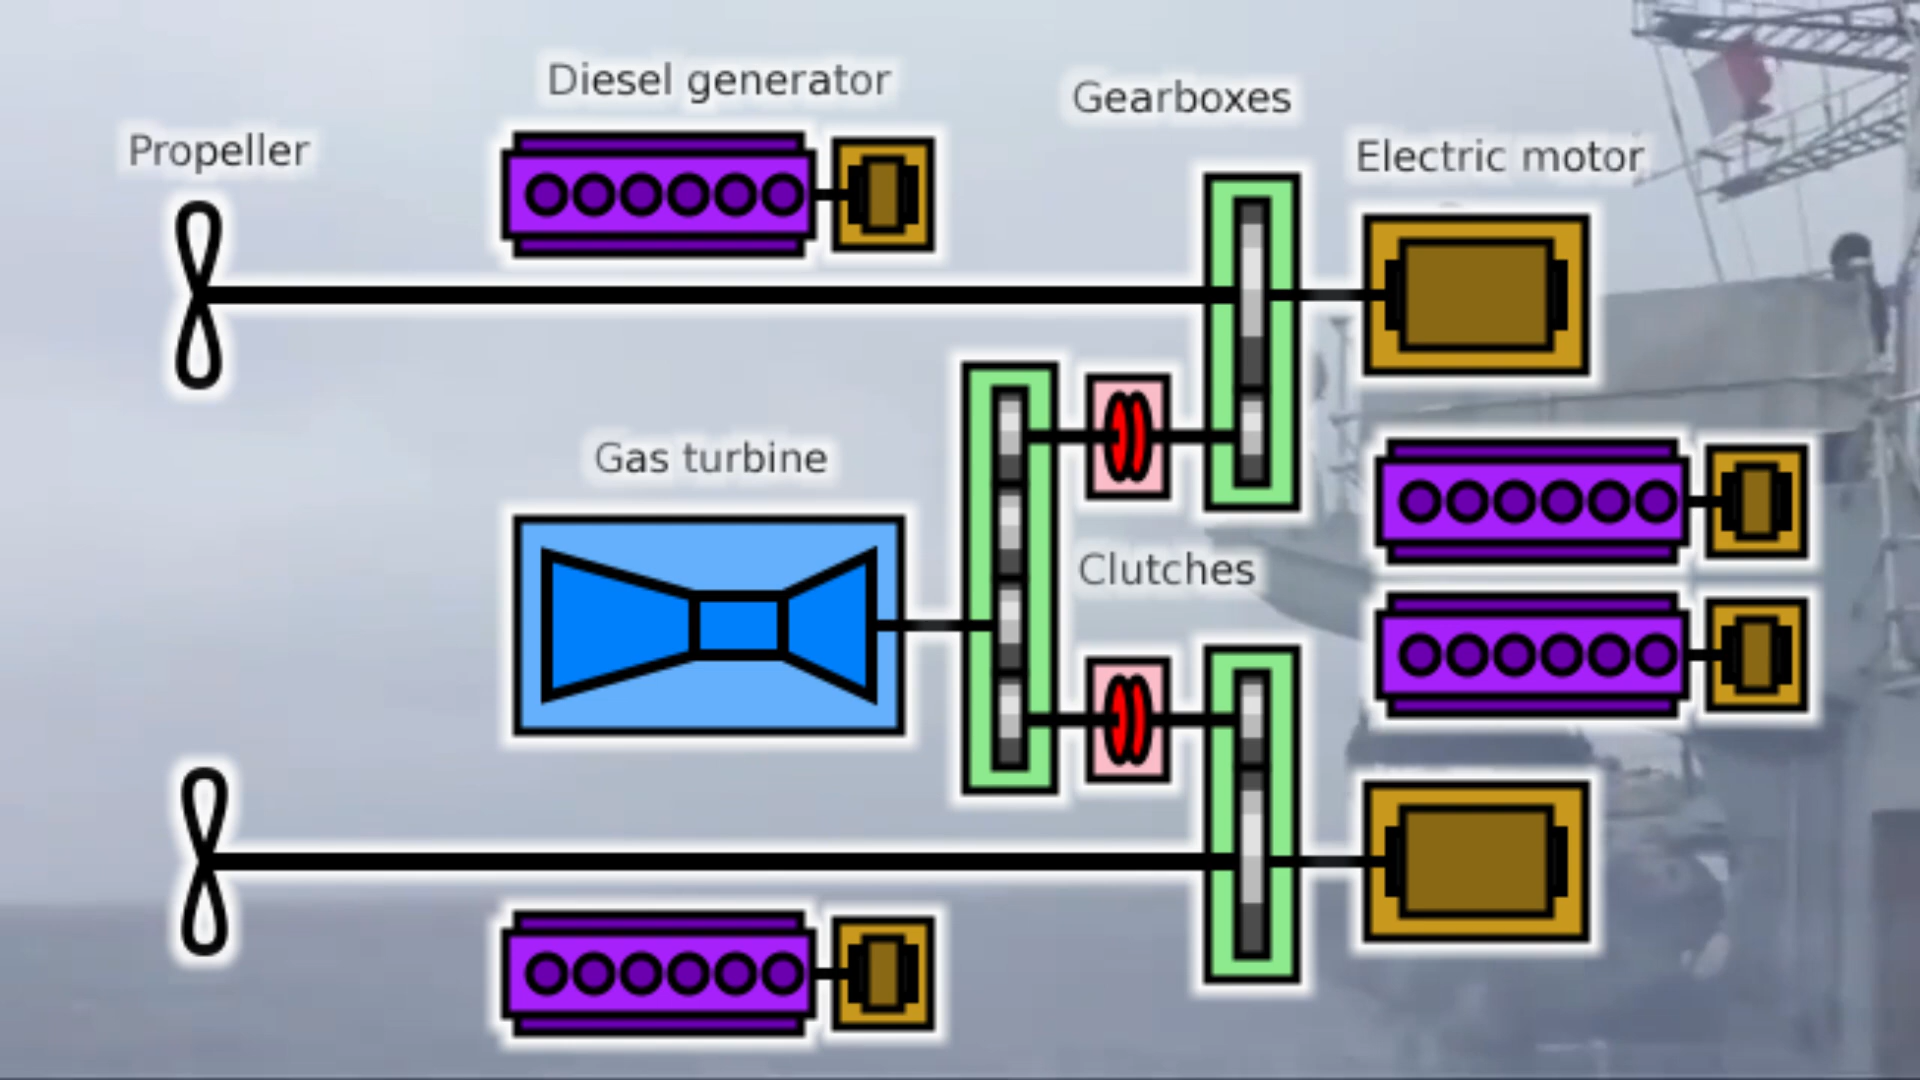 Diesel generator
Gearboxes
Propeller
Electric motor
Gas turbine
Clutches